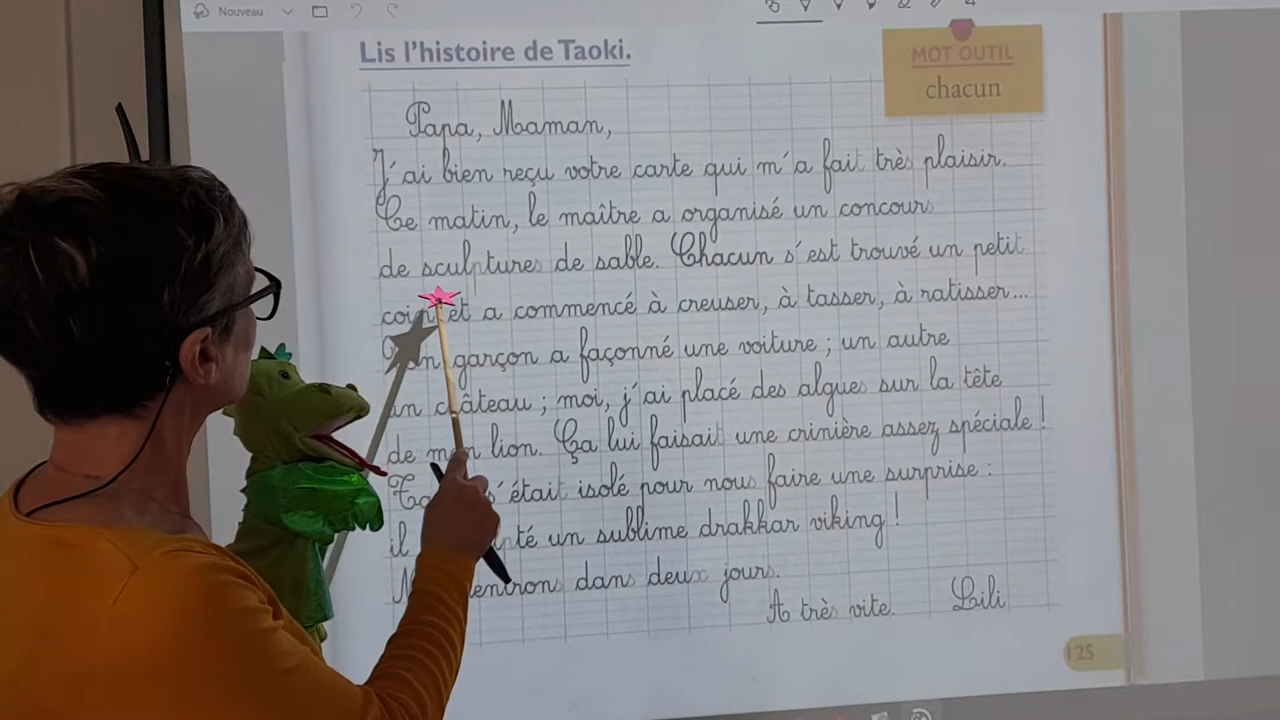 Nouveau
Lis l'histoire de Taoki.
MOT OUTIL
chacun
Papa, Maman,
J'ai bien reçu votre carte qui m'a fait très plaisir.
Ce matin, le maître a organisé un concours
de sculptures de sable. Chacun s'est trouvé un petit
coin et a commencé à creuser, à tasser, à ratisser...
garçon a façonné une voiture ; un autre
un château ; moi, j'ai placé des algues sur la tête
de mon lion. Ça lui faisait une crinière assez spéciale !
s'était isolé pour nous faire une surprise :
il un sublime drakkar viking !
dans deux jours.
A très vite. Lili
125